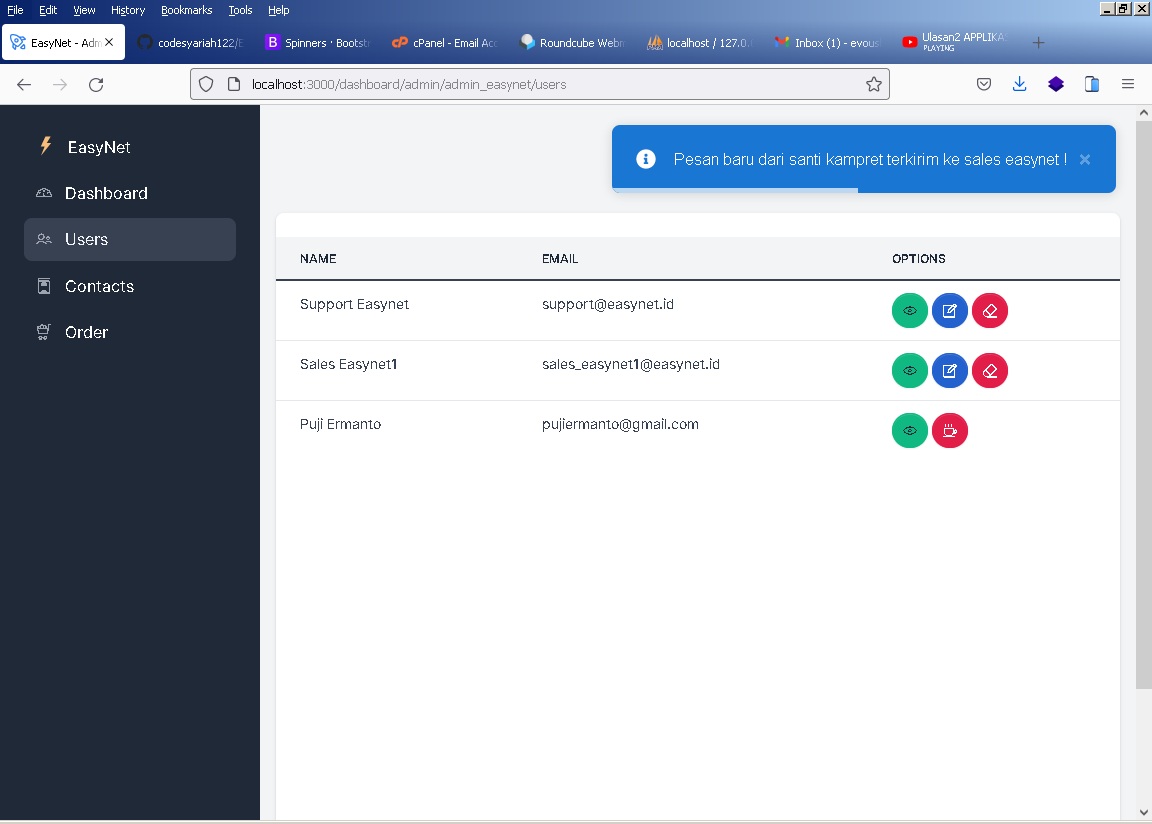 File Edit View History Bookmarks Tools Help
EasyNet - Adm
codesyariah122/E
Spinners · Bootst
cPanel - Email Acc
Roundcube Webm
localhost / 127.0.
Inbox (1) - evous
Ulasan2 APPLIKA
PLAYING
localhost:3000/dashboard/admin/admin_easynet/users
EasyNet
Dashboard
Users
Contacts
Order
Pesan baru dari santi kampret terkirim ke sales easynet !
NAME EMAIL OPTIONS
Support Easynet support@easynet.id
Sales Easynet1 sales_easynet1@easynet.id
Puji Ermanto pujiermanto@gmail.com